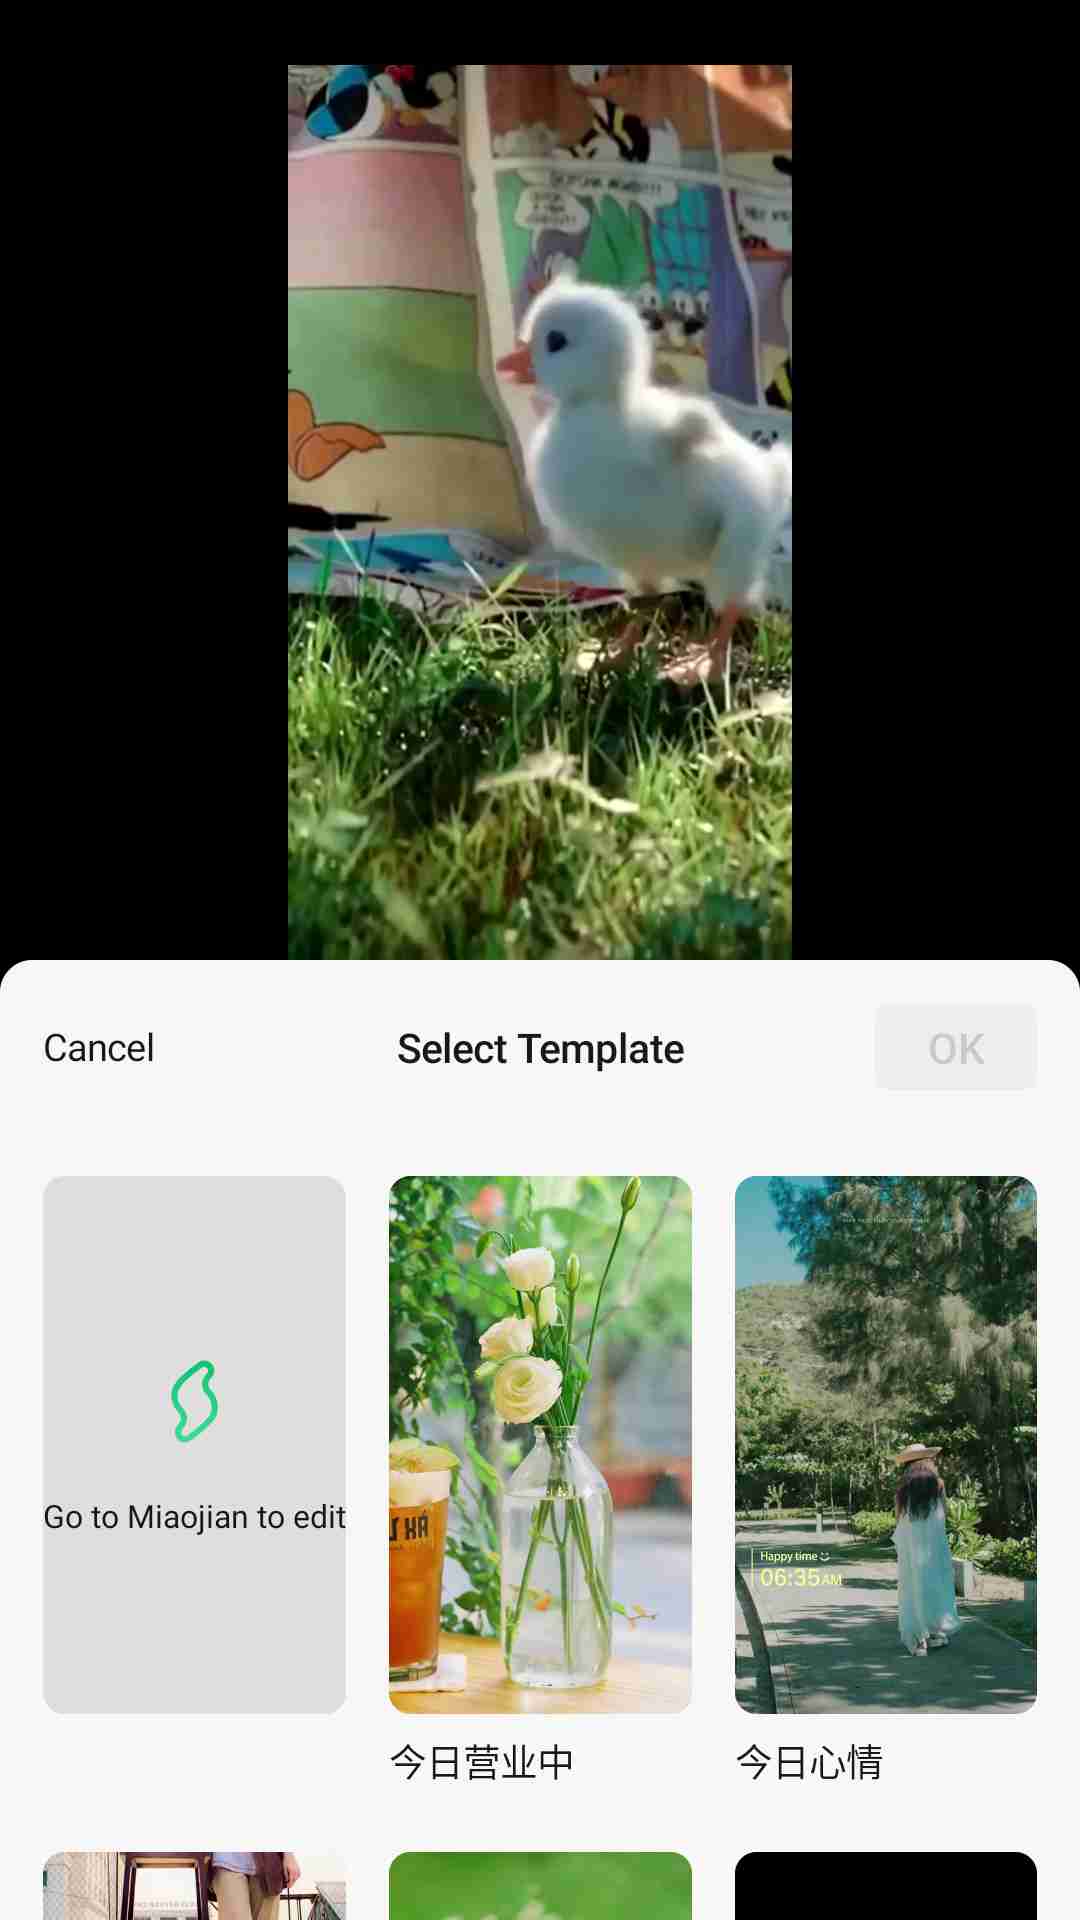 Cancel
Select Template
OK
Go to Miaojian to edit
Happy time
06:35AM
今日营业中
今日心情